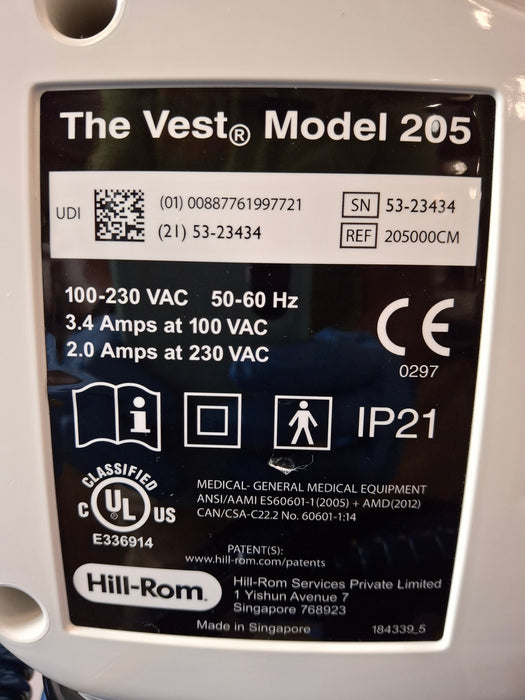 The Vest® Model 205
UDI
(01) 00887761997721
(21) 53-23434
SN 53-23434
REF 205000CM
100-230 VAC 50-60 Hz
3.4 Amps at 100 VAC
2.0 Amps at 230 VAC
CE
0297
i
IP21
CLASSIFIED
C UL® US
E336914
MEDICAL- GENERAL MEDICAL EQUIPMENT
ANSI/AAMI ES60601-1(2005) + AMD(2012)
CAN/CSA-C22.2 No. 60601-1:14
PATENT(S):
www.hill-rom.com/patents
Hill-Rom.
Hill-Rom Services Private Limited
1 Yishun Avenue 7
Singapore 768923
Made in Singapore
184339_5